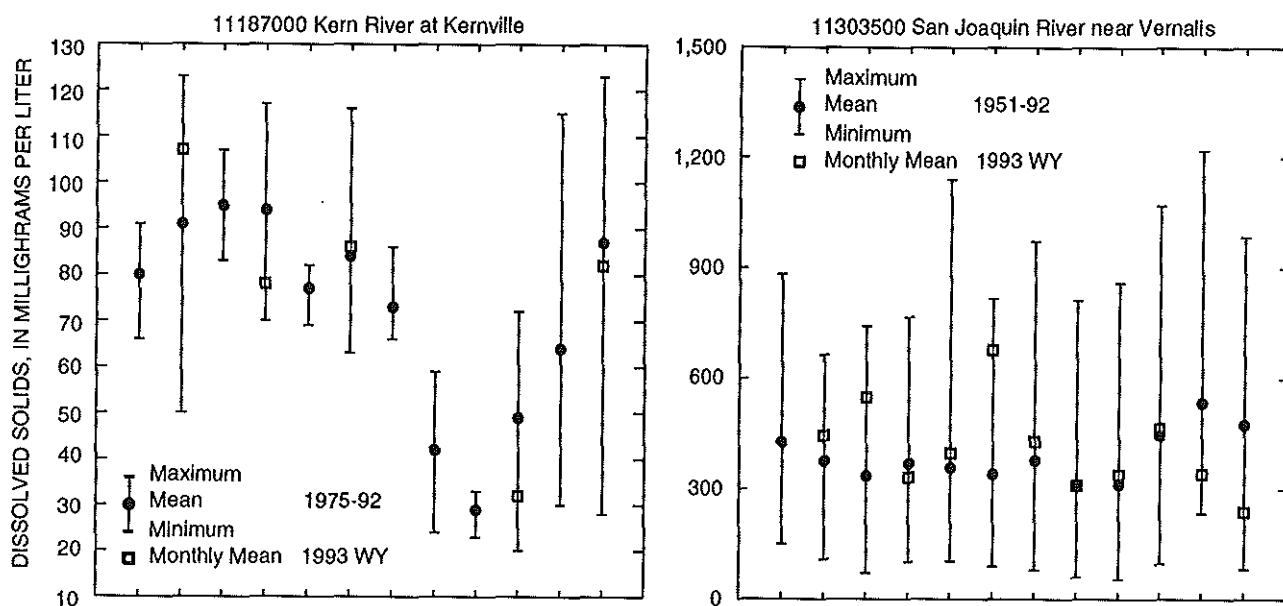 11187000 Kern River at Kernville
DISSOLVED SOLIDS, IN MILLIGHRAMS PER LITER
130
120
110
100
90
80
70
60
50
40
30
20
10
Maximum
Mean 1975-92
Minimum
Monthly Mean 1993 WY
11303500 San Joaquin River near Vernalis
1,500
1,200
900
600
300
0
Maximum
Mean 1951-92
Minimum
Monthly Mean 1993 WY